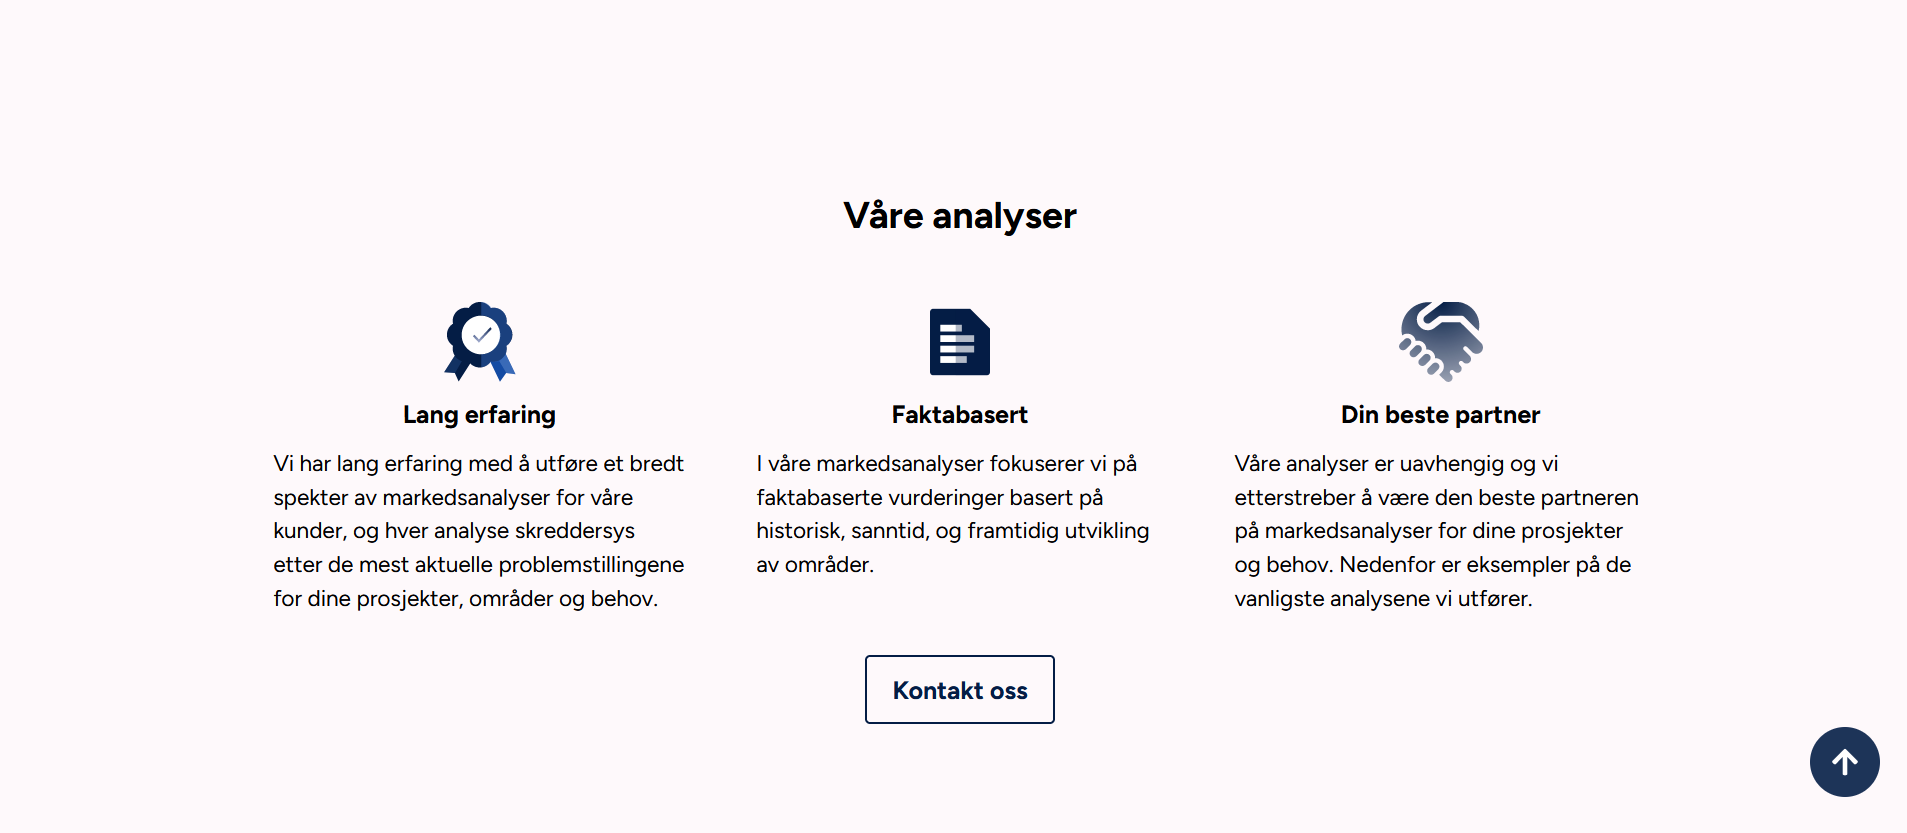 Våre analyser
Lang erfaring
Vi har lang erfaring med å utføre et bredt
spekter av markedsanalyser for våre
kunder, og hver analyse skreddersys
etter de mest aktuelle problemstillingene
for dine prosjekter, områder og behov.
Faktabasert
I våre markedsanalyser fokuserer vi på
faktabaserte vurderinger basert på
historisk, sanntid, og framtidig utvikling
av områder.
Din beste partner
Våre analyser er uavhengig og vi
etterstreber å være den beste partneren
på markedsanalyser for dine prosjekter
og behov. Nedenfor er eksempler på de
vanligste analysene vi utfører.
Kontakt oss